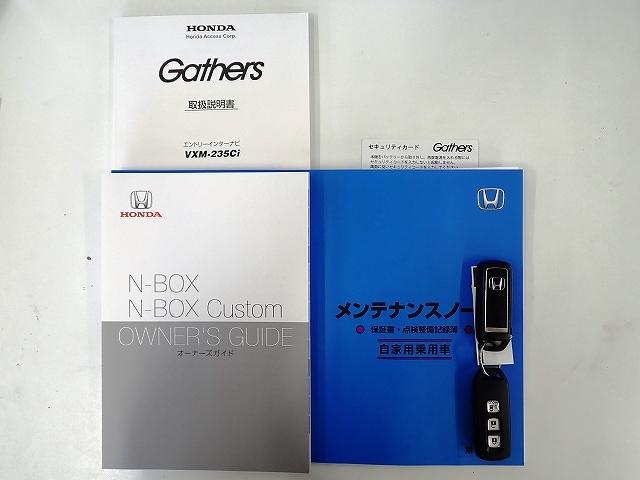 HONDA
Honda Access Corp.
Gathers
取扱説明書
エントリーインターナビ
VXM-235Ci
セキュリティカード Gathers
HONDA
N-BOX
N-BOX Custom
OWNER'S GUIDE
オーナーズガイド
メンテナンスノー
保証書・点検整備記録簿
自家用乗用車
第